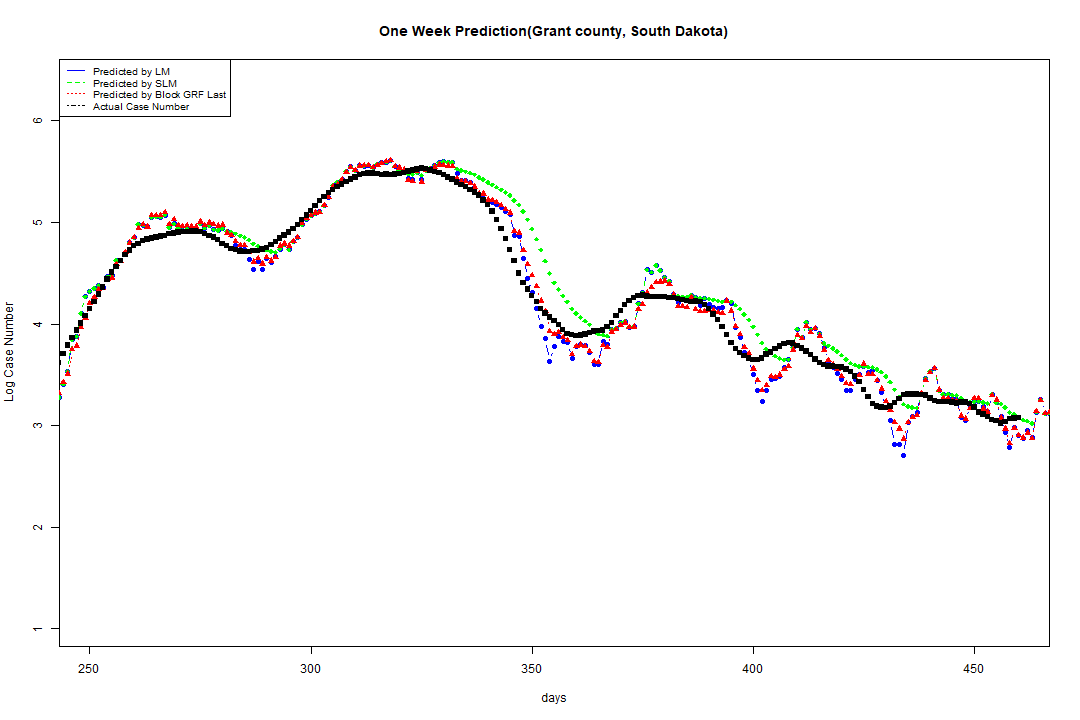 One Week Prediction(Grant county, South Dakota)
Predicted by LM
Predicted by SLM
Predicted by Block GRF Last
Actual Case Number
Log Case Number
6
5
4
3
2
1
250 300 350 400 450
days